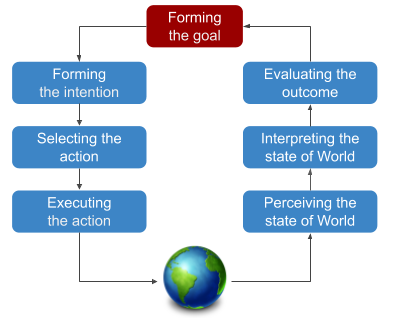 Forming
the goal
Forming
the intention
Evaluating the
outcome
Selecting the
action
Interpreting the
state of World
Executing
the action
Perceiving the
state of World